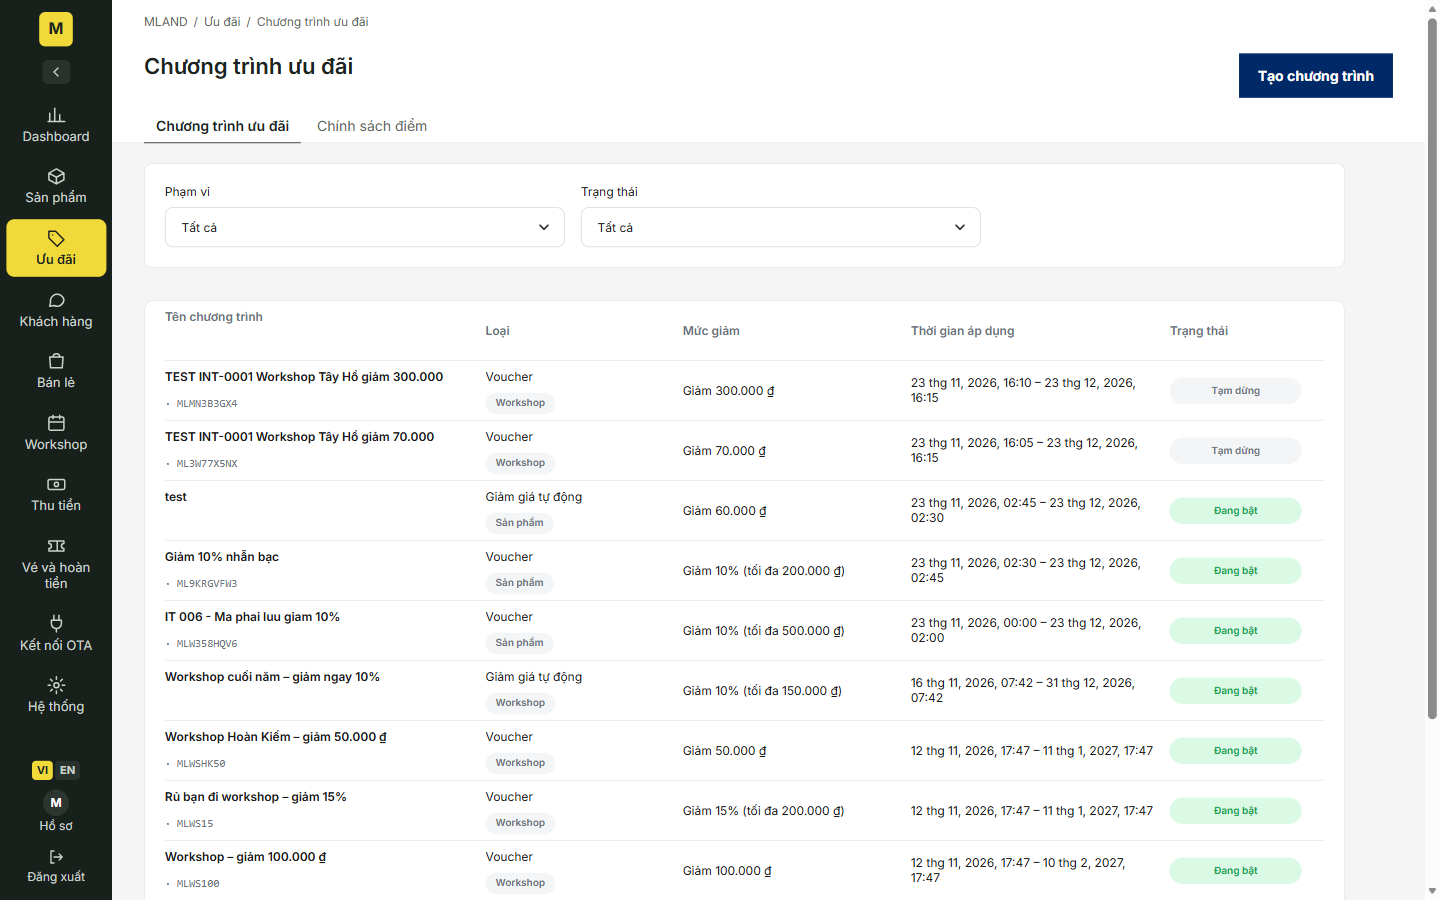 M
Dashboard
Sản phẩm
Ưu đãi
Khách hàng
Bán lẻ
Workshop
Thu tiền
Vé và hoàn
tiền
Kết nối OTA
Hệ thống
VI EN
M
Hồ sơ
Đăng xuất
MLAND / Ưu đãi / Chương trình ưu đãi
Chương trình ưu đãi
Tạo chương trình
Chương trình ưu đãi Chính sách điểm
Phạm vi Trạng thái
Tất cả Tất cả
Tên chương trình Loại Mức giảm Thời gian áp dụng Trạng thái
TEST INT-0001 Workshop Tây Hồ giảm 300.000 Voucher
• MLMN3B3GX4 Workshop Giảm 300.000 ₫ 23 thg 11, 2026, 16:10 – 23 thg 12, 2026, Tạm dừng
16:15
TEST INT-0001 Workshop Tây Hồ giảm 70.000 Voucher
• ML3W77X5NX Workshop Giảm 70.000 ₫ 23 thg 11, 2026, 16:05 – 23 thg 12, 2026, Tạm dừng
16:15
test Giảm giá tự động
Sản phẩm Giảm 60.000 ₫ 23 thg 11, 2026, 02:45 – 23 thg 12, 2026, Đang bật
02:30
Giảm 10% nhẫn bạc Voucher
• ML9KRGVFW3 Sản phẩm Giảm 10% (tối đa 200.000 ₫) 23 thg 11, 2026, 02:30 – 23 thg 12, 2026, Đang bật
02:45
IT 006 - Ma phai luu giam 10% Voucher
• MLW358HQV6 Sản phẩm Giảm 10% (tối đa 500.000 ₫) 23 thg 11, 2026, 00:00 – 23 thg 12, 2026, Đang bật
02:00
Workshop cuối năm – giảm ngay 10% Giảm giá tự động
Workshop Giảm 10% (tối đa 150.000 ₫) 16 thg 11, 2026, 07:42 – 31 thg 12, 2026, Đang bật
07:42
Workshop Hoàn Kiếm – giảm 50.000 ₫ Voucher
• MLWSHK50 Workshop Giảm 50.000 ₫ 12 thg 11, 2026, 17:47 – 11 thg 1, 2027, 17:47 Đang bật
Rủ bạn đi workshop – giảm 15% Voucher
• MLWS15 Workshop Giảm 15% (tối đa 200.000 ₫) 12 thg 11, 2026, 17:47 – 11 thg 1, 2027, 17:47 Đang bật
Workshop – giảm 100.000 ₫ Voucher
• MLWS100 Workshop Giảm 100.000 ₫ 12 thg 11, 2026, 17:47 – 10 thg 2, 2027, Đang bật
17:47